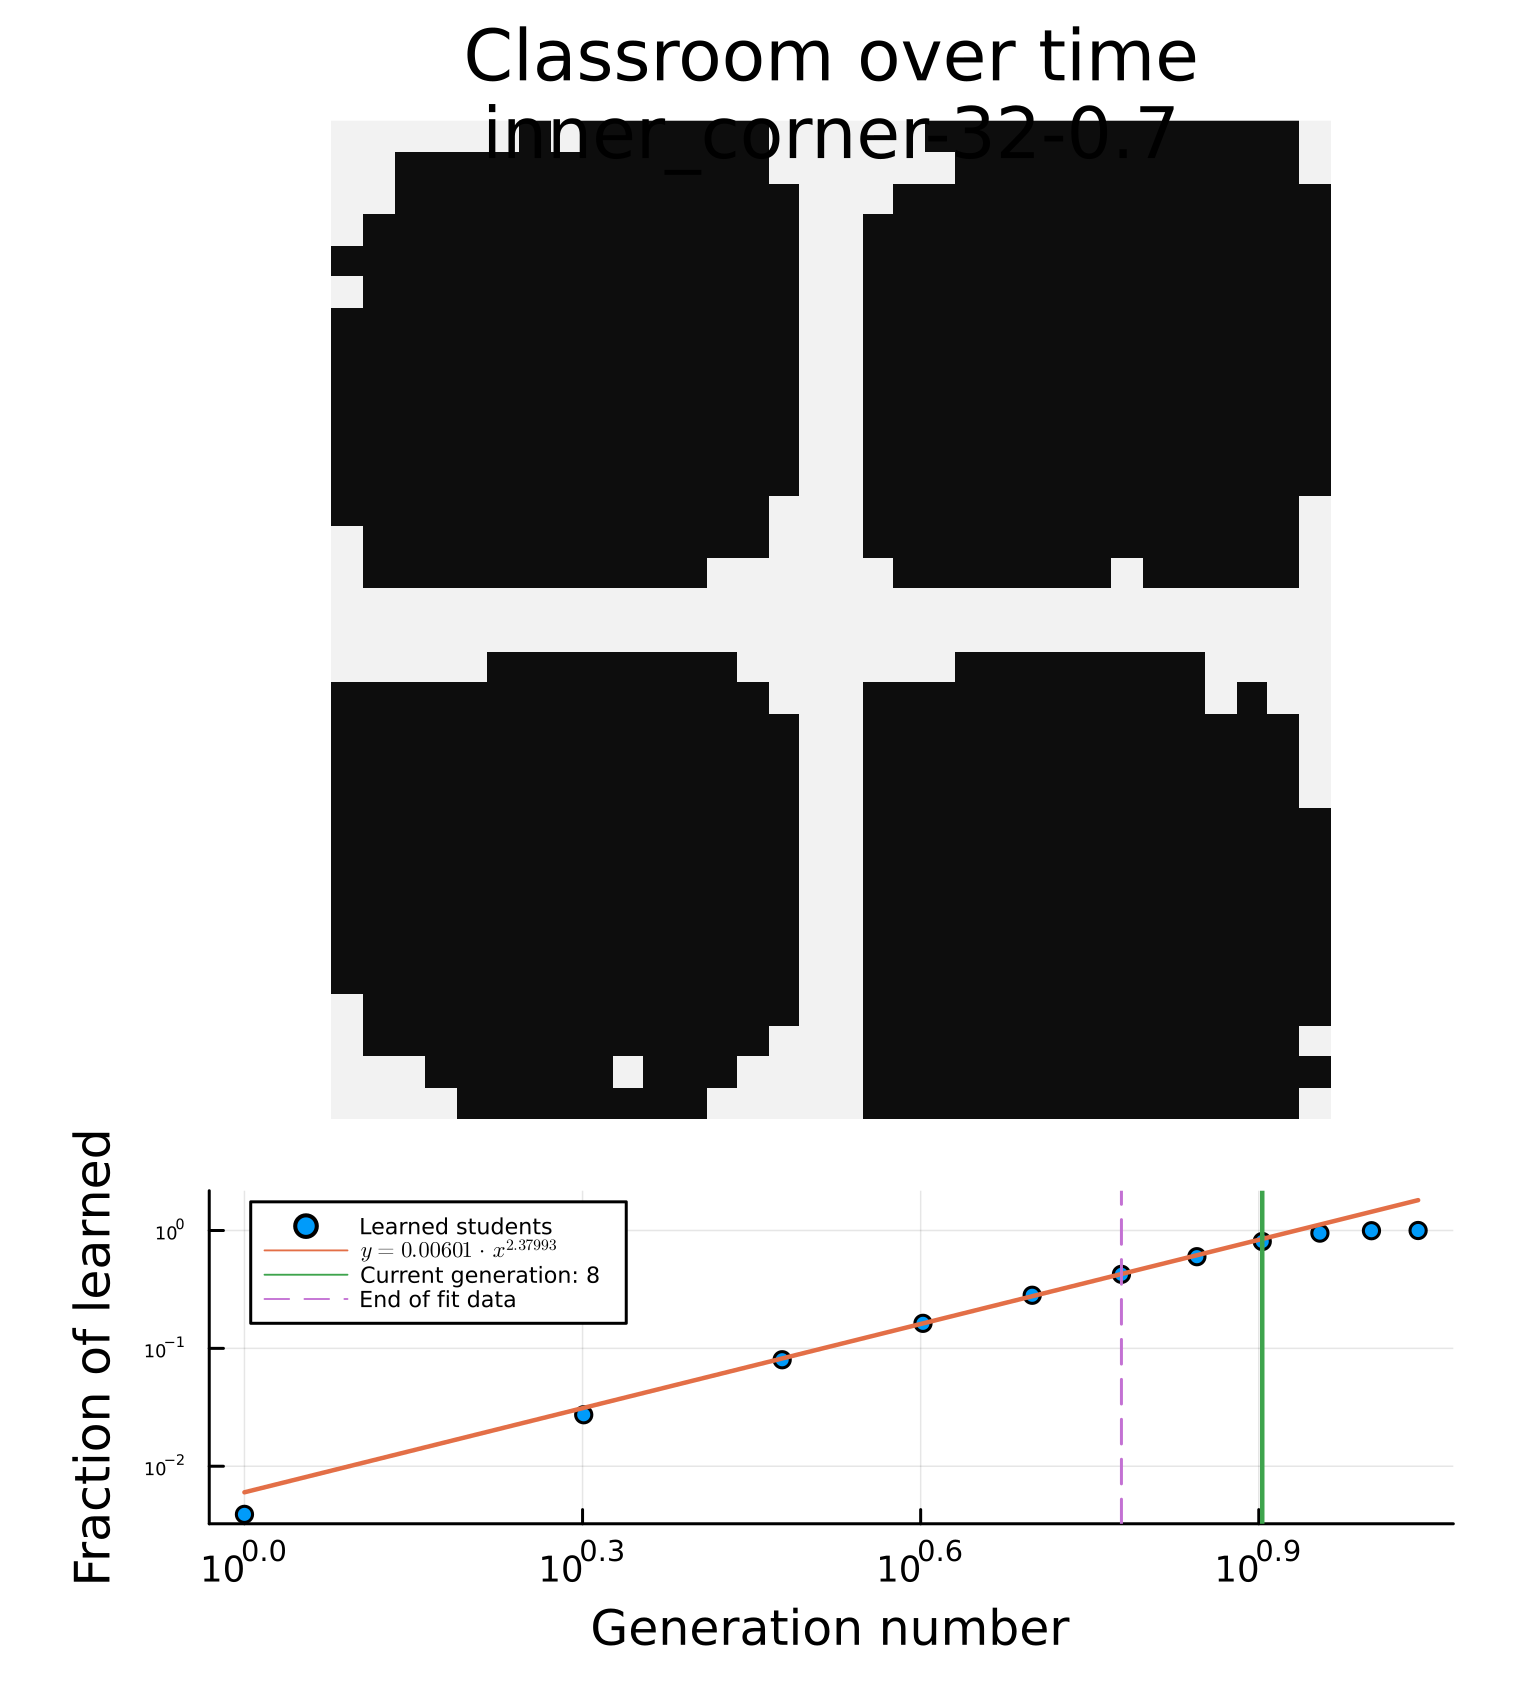 Classroom over time
inner_corner-32-0.7
Fraction of learned
10^0
10^−1
10^−2
Learned students
y = 0.00601 · x^2.37993
Current generation: 8
End of fit data
10^0.0 10^0.3 10^0.6 10^0.9
Generation number